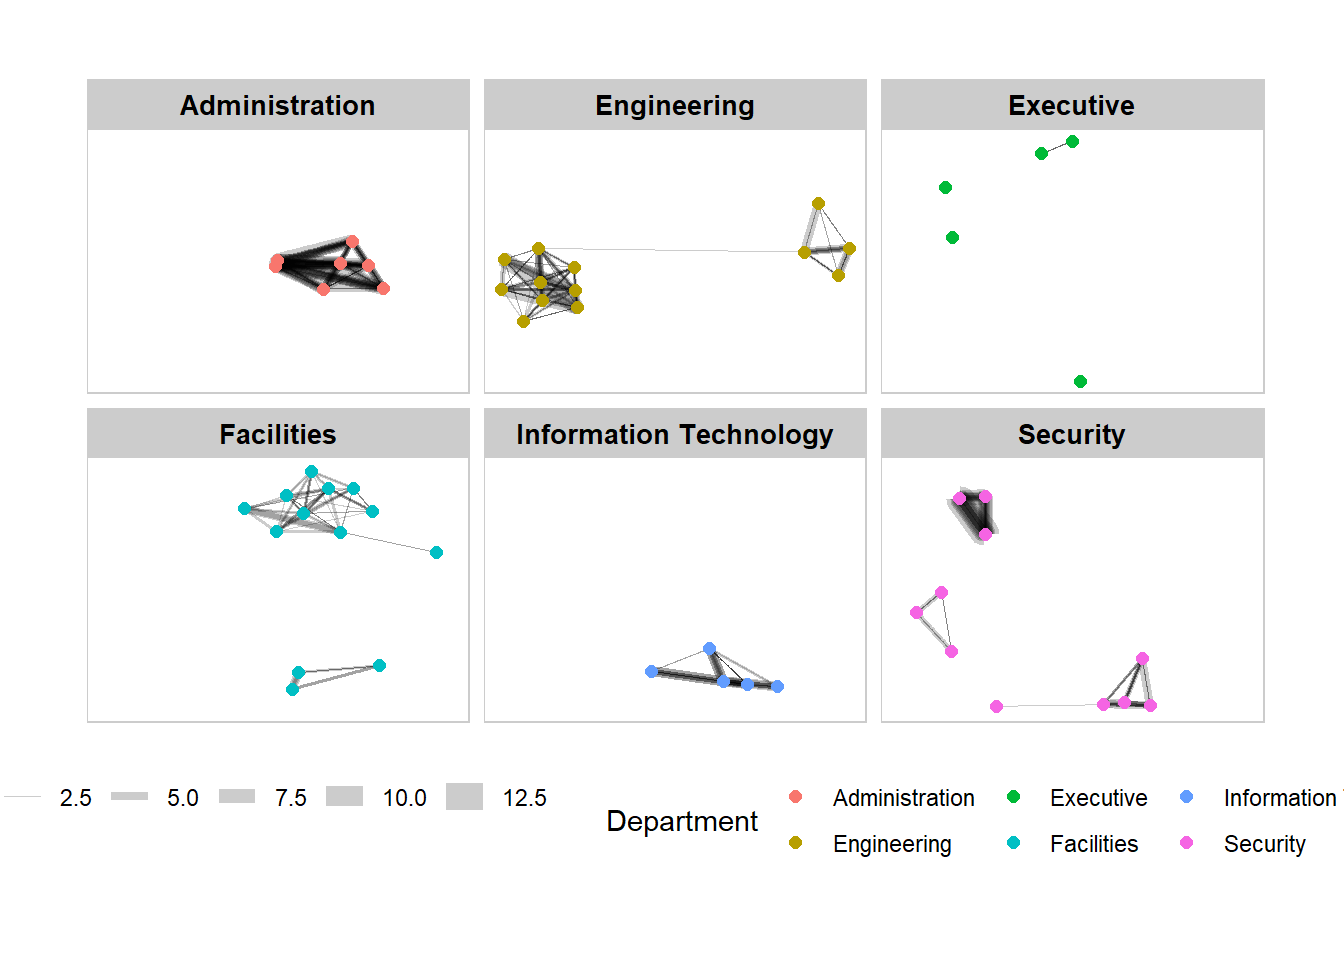 Administration
Engineering
Executive
Facilities
Information Technology
Security
2.5 5.0 7.5 10.0 12.5
Department
Administration Executive Information
Engineering Facilities Security